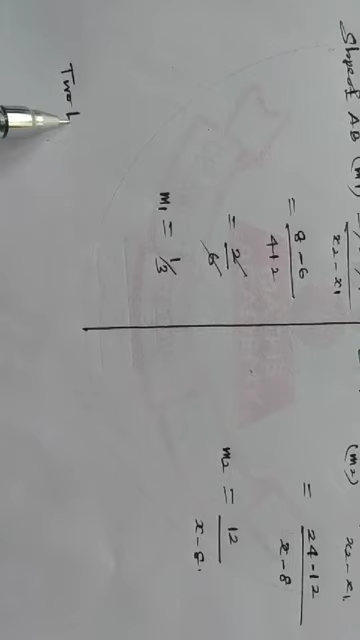 Slope of AB (m1)
x2 - x1
= 8 - 6
4 + 2
= 2
6
m1 = 1/3
(m2)
x2 - x1
= 24 - 12
x - 8
m2 = 12
x - 8.
Two l